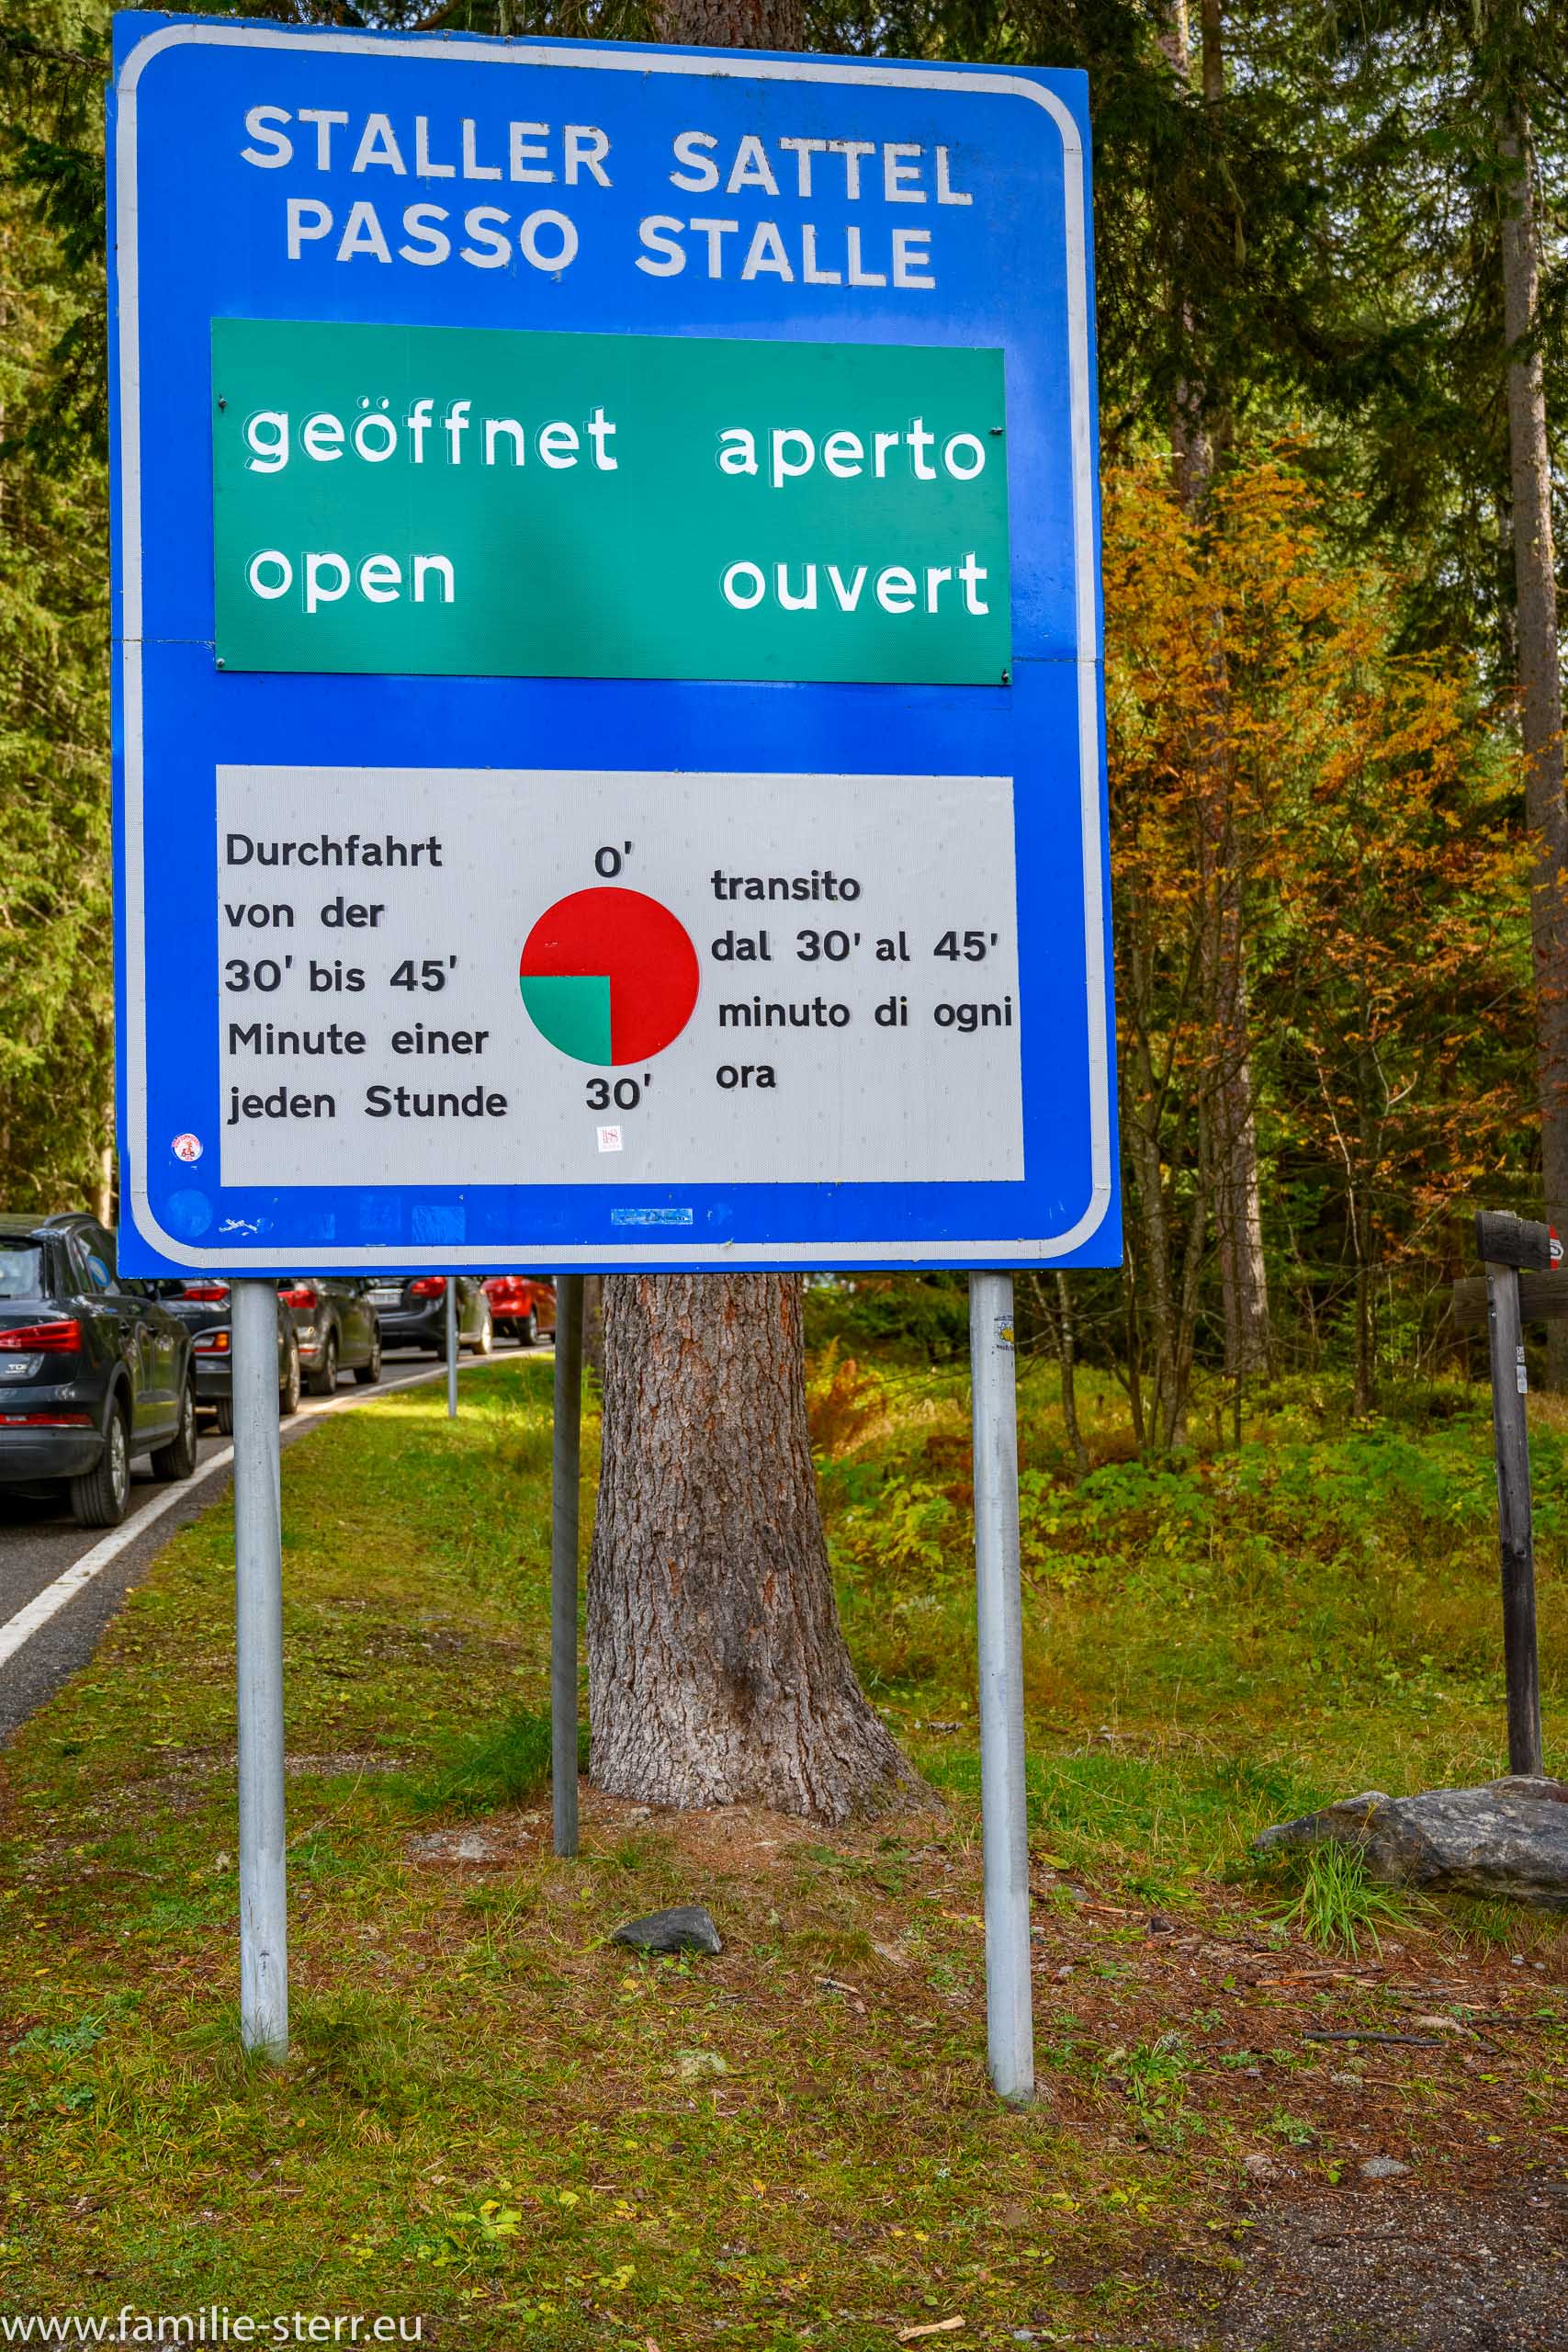 STALLER SATTEL
PASSO STALLE
geöffnet aperto
open ouvert
Durchfahrt
von der
30' bis 45'
Minute einer
jeden Stunde
0'
30'
transito
dal 30' al 45'
minuto di ogni
ora
TDI
www.familie-sterr.eu